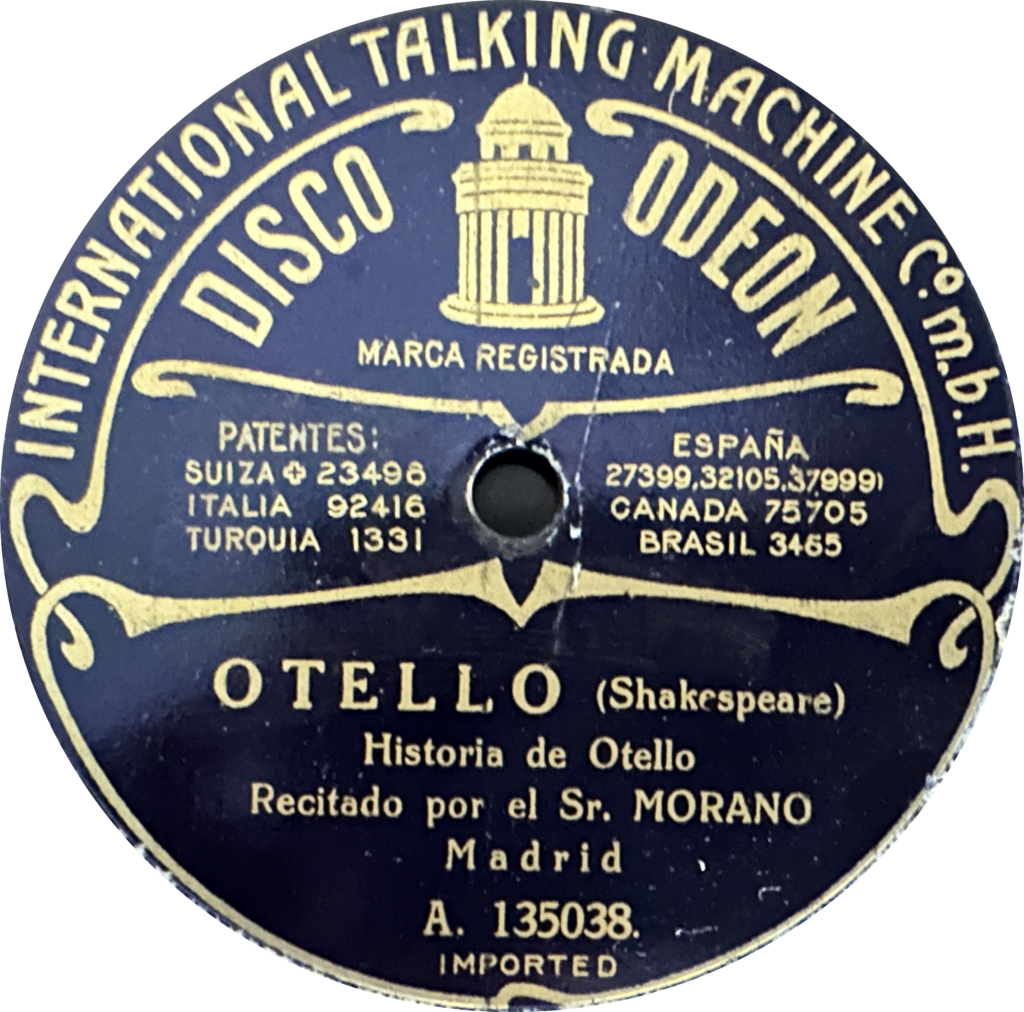 INTERNATIONAL TALKING MACHINE Co. m.b.H.
DISCO ODEON
MARCA REGISTRADA
PATENTES:
SUIZA ✚ 23498
ITALIA 92416
TURQUIA 1331
ESPAÑA
27399,32105,37999)
CANADA 75705
BRASIL 3465
OTELLO (Shakespeare)
Historia de Otello
Recitado por el Sr. MORANO
Madrid
A. 135038.
IMPORTED